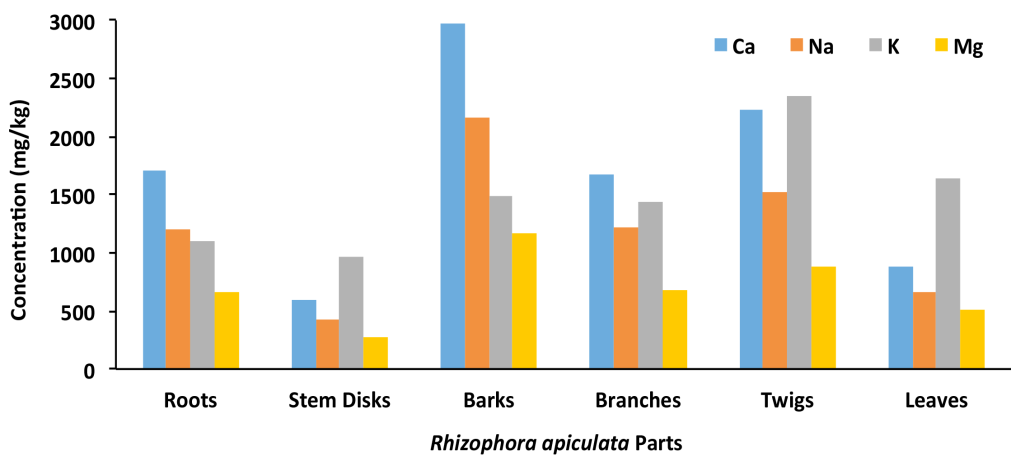 3000
2500
2000
1500
1000
500
0
Concentration (mg/kg)
Ca Na K Mg
Roots Stem Disks Barks Branches Twigs Leaves
Rhizophora apiculata Parts